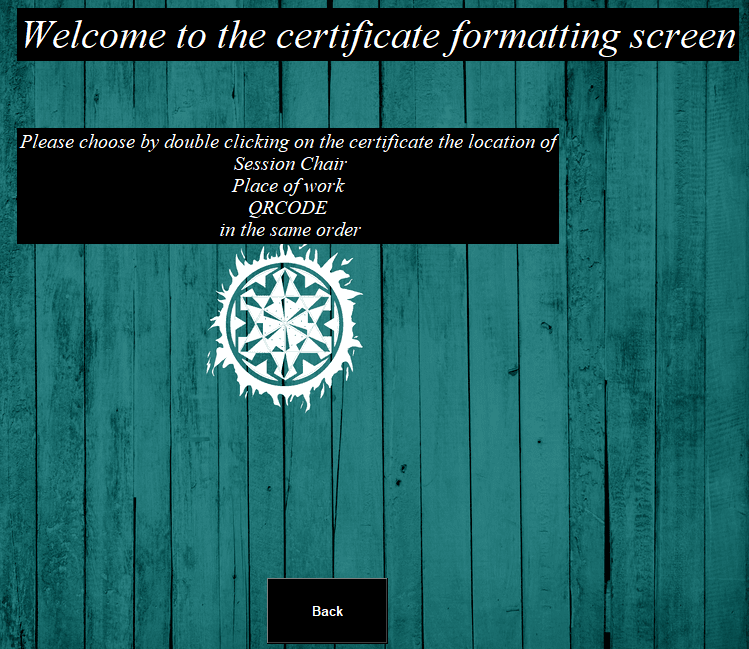 Welcome to the certificate formatting screen
Please choose by double clicking on the certificate the location of
Session Chair
Place of work
QRCODE
in the same order
Back